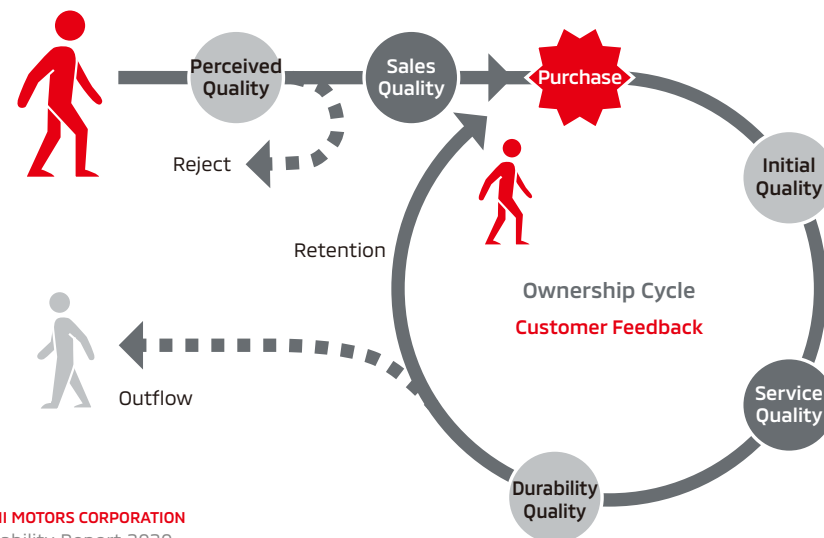 Perceived
Quality
Sales
Quality
Purchase
Reject
Initial
Quality
Retention
Ownership Cycle
Customer Feedback
Outflow
Service
Quality
Durability
Quality
MOTORS CORPORATION